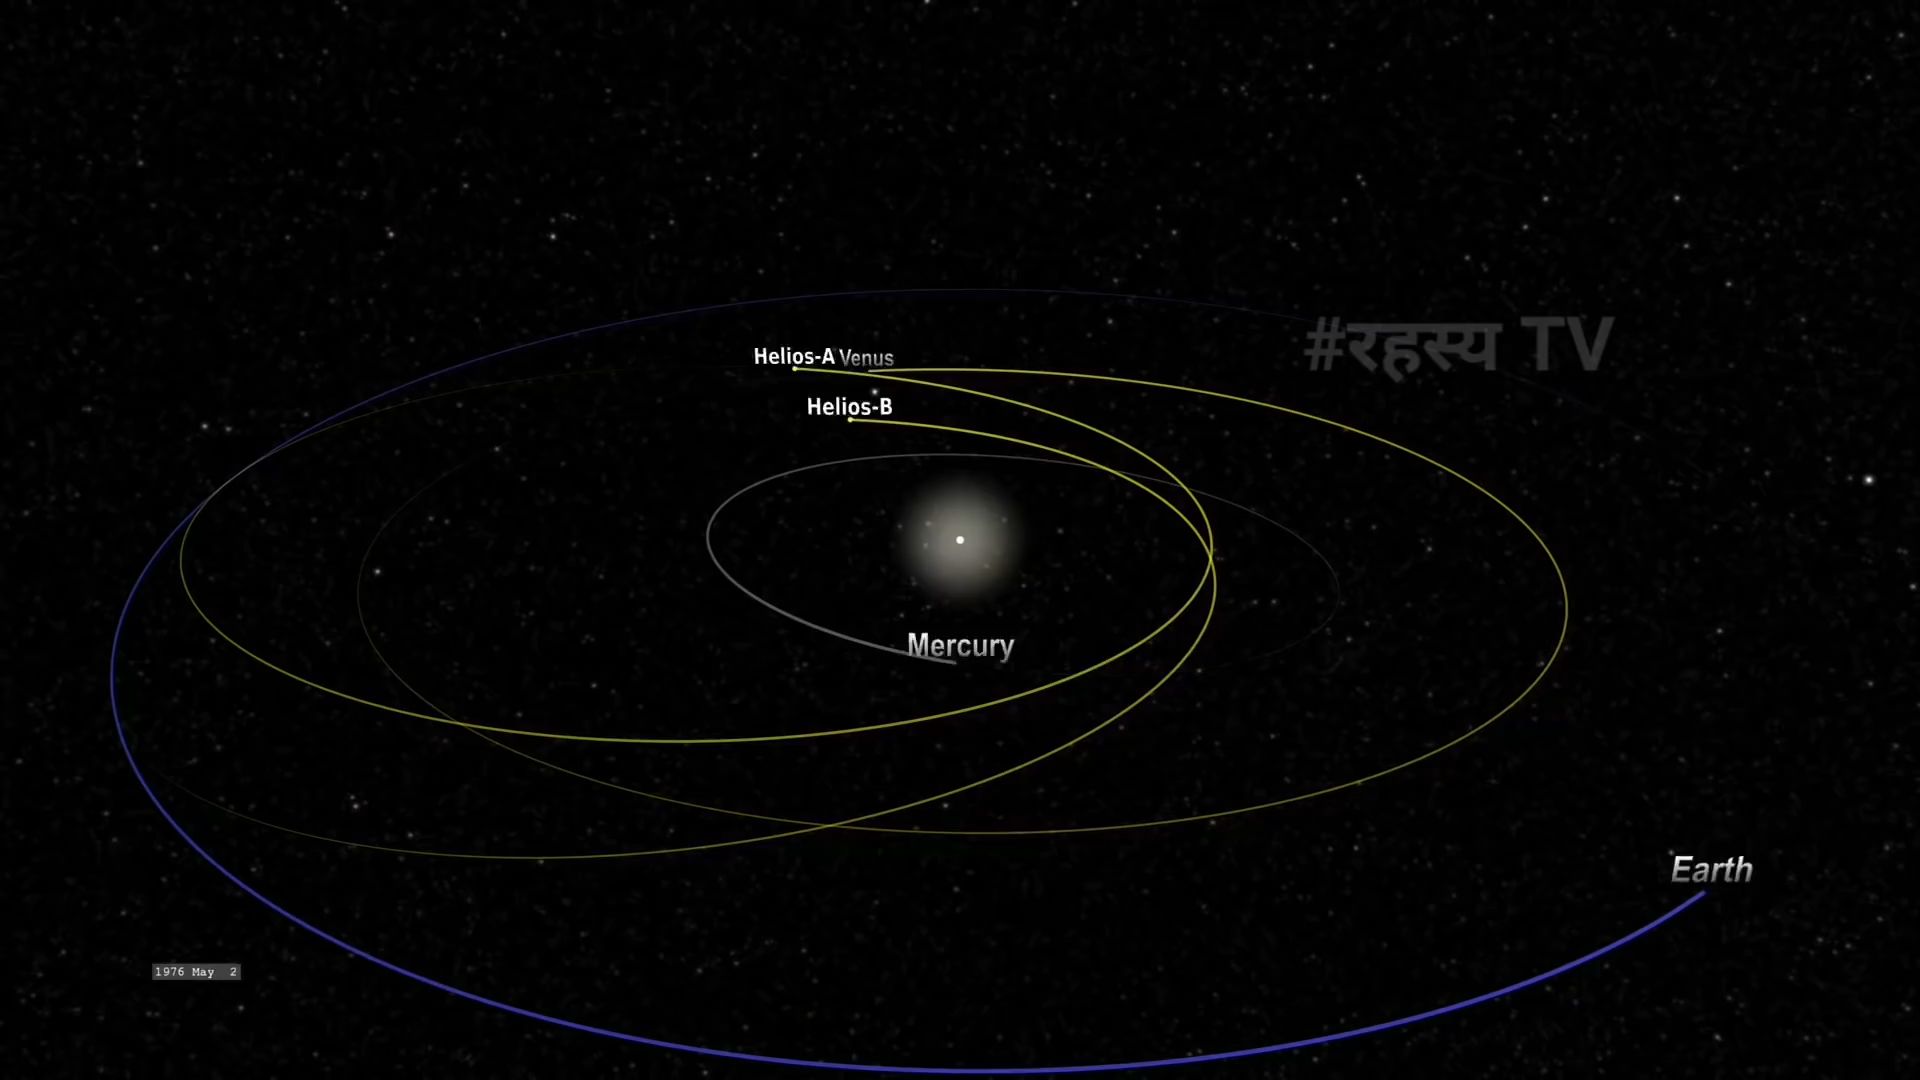 #रहस्य TV
Helios-A Venus
Helios-B
Mercury
Earth
1976 May 2